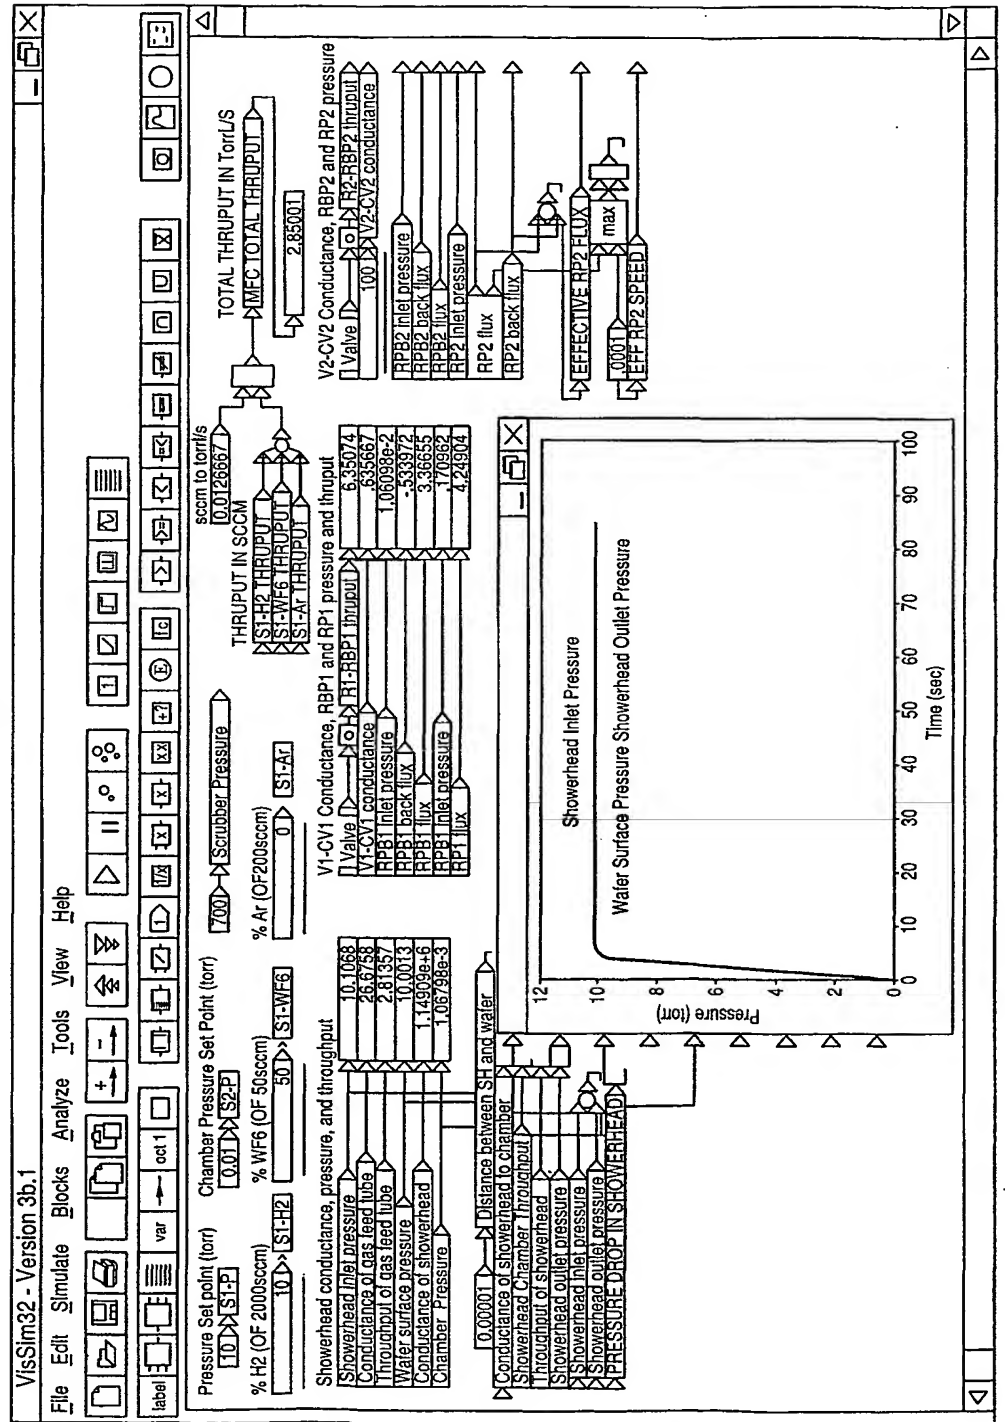 VisSim32 - Version 3b.1
File Edit Simulate Blocks Analyze Tools View Help
label
var
oct 1
1/x
1
x
x
xx
+?
E
fc
>
>=
<
=<
=
≠
∩
U
X
Pressure Set point (torr)
10 S1-P
Chamber Pressure Set Point (torr)
0.01 S2-P
700 Scrubber Pressure
% H2 (OF 2000sccm)
10 S1-H2
% WF6 (OF 50sccm)
50 S1-WF6
% Ar (OF200sccm)
0 S1-Ar
THRUPUT IN SCCM
S1-H2 THRUPUT
S1-WF6 THRUPUT
S1-Ar THRUPUT
sccm to torrl/s
0.0126667
TOTAL THRUPUT IN TorrL/S
MFC TOTAL THRUPUT
2.85001
Showerhead conductance, pressure, and throughput
Showerhead Inlet pressure 10.1068
Conductance of gas feed tube 26.6758
Throughput of gas feed tube 2.81357
Water surface pressure 10.0013
Conductance of showerhead 1.14909e+6
Chamber Pressure 1.06798e-3
0.00001 Distance between SH and wafer
Conductance of showerhead to chamber
Showerhead Chamber Throughput
Throughput of showerhead
Showerhead outlet pressure
Showerhead Inlet pressure
Showerhead outlet pressure
PRESSURE DROP IN SHOWERHEAD
V1-CV1 Conductance, RBP1 and RP1 pressure and thruput
Valve R1-RBP1 thruput 6.35074
V1-CV1 conductance .635667
RPB1 inlet pressure 1.06098e-2
RPB1 back flux -.533972
RPB1 flux 3.36655
RPB1 Inlet pressure .170962
RP1 flux 4.24904
V2-CV2 Conductance, RBP2 and RP2 pressure
Valve R2-RBP2 thruput
100 V2-CV2 conductance
RPB2 inlet pressure
RPB2 back flux
RPB2 flux
RP2 Inlet pressure
RP2 flux
RP2 back flux
EFFECTIVE RP2 FLUX
.0001
max
EFF RP2 SPEED
Showerhead Inlet Pressure
Wafer Surface Pressure Showerhead Outlet Pressure
Pressure (torr)
12
10
8
6
4
2
0
0 10 20 30 40 50 60 70 80 90 100
Time (sec)